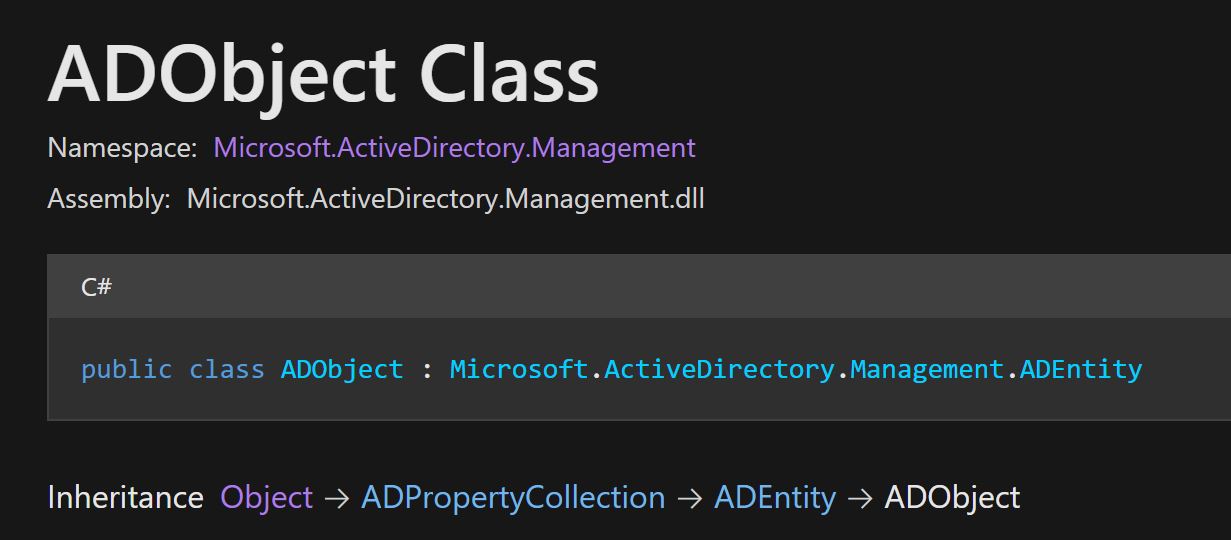 ADObject Class
Namespace: Microsoft.ActiveDirectory.Management
Assembly: Microsoft.ActiveDirectory.Management.dll
C#
public class ADObject : Microsoft.ActiveDirectory.Management.ADEntity
Inheritance Object → ADPropertyCollection → ADEntity → ADObject